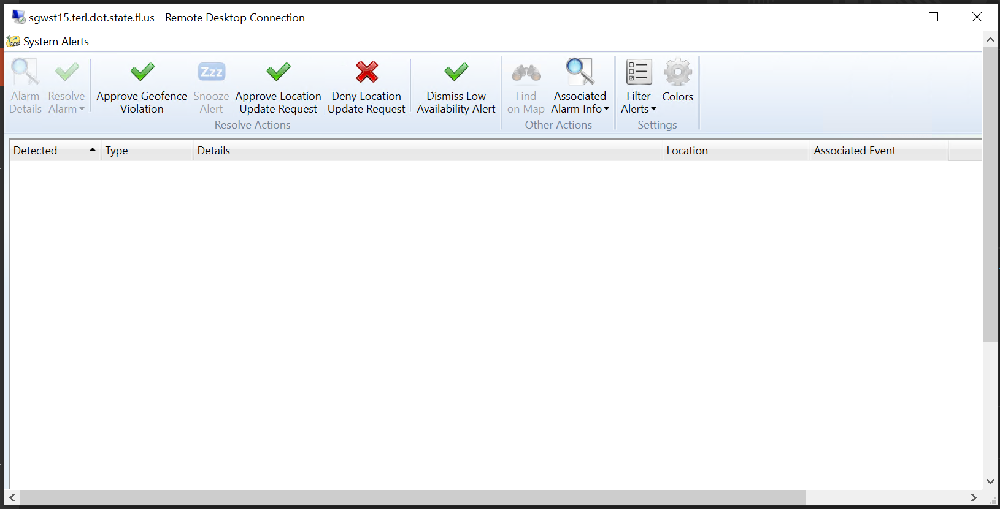 sgwst15.terl.dot.state.fl.us - Remote Desktop Connection
System Alerts
Alarm Details
Resolve Alarm
Approve Geofence Violation
Zzz
Snooze Alert
Approve Location Update Request
Deny Location Update Request
Dismiss Low Availability Alert
Find on Map
Associated Alarm Info
Filter Alerts
Colors
Resolve Actions
Other Actions
Settings
Detected
Type
Details
Location
Associated Event